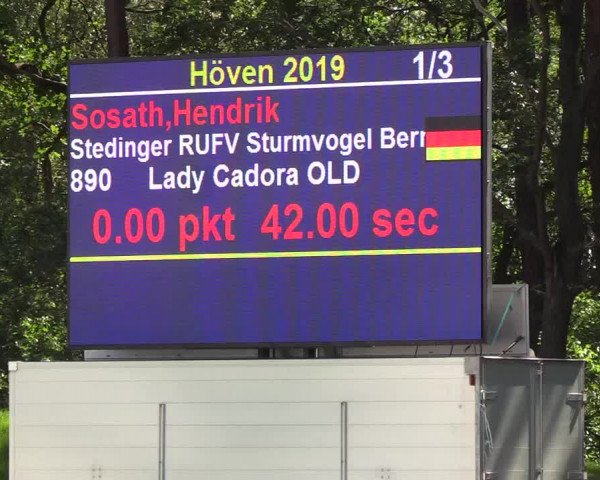 Höven 2019 1/3
Sosath,Hendrik
Stedinger RUFV Sturmvogel Ber
890 Lady Cadora OLD
0.00 pkt 42.00 sec